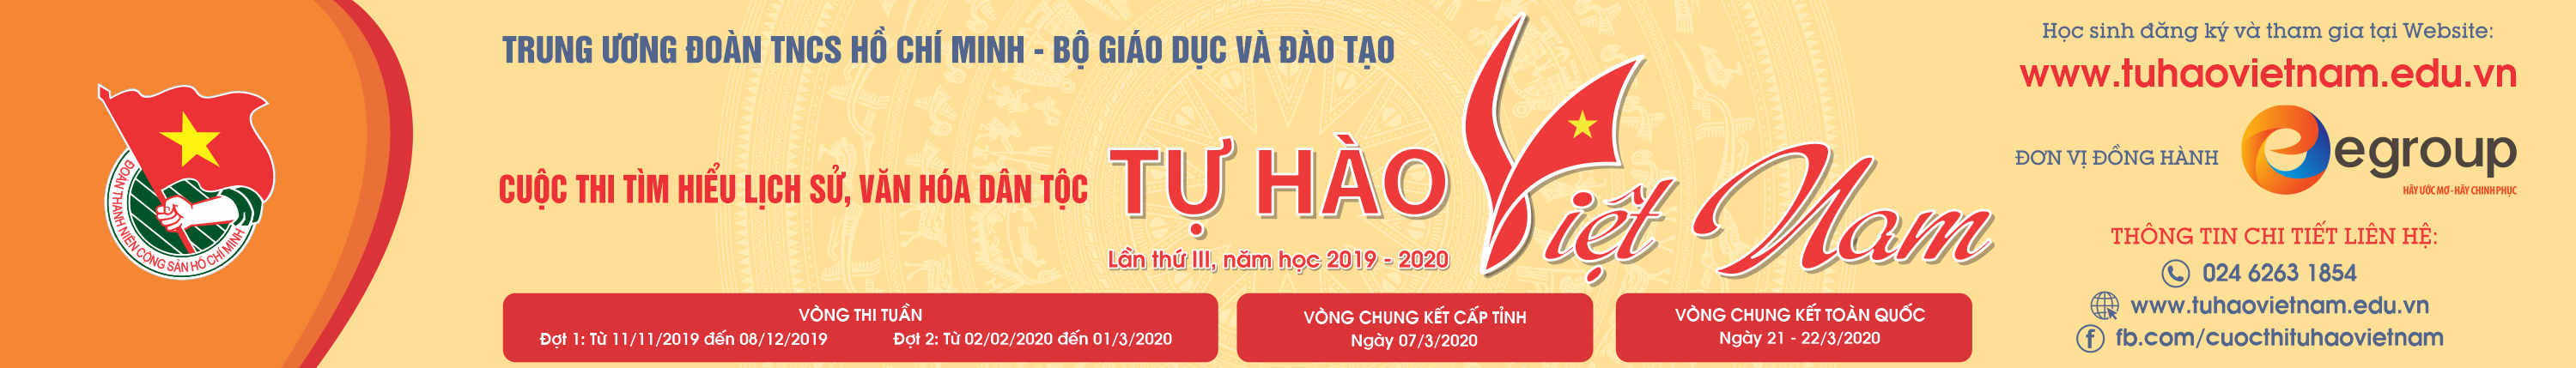 ĐOÀN THANH NIÊN CỘNG SẢN HỒ CHÍ MINH
TRUNG ƯƠNG ĐOÀN TNCS HỒ CHÍ MINH - BỘ GIÁO DỤC VÀ ĐÀO TẠO
CUỘC THI TÌM HIỂU LỊCH SỬ, VĂN HÓA DÂN TỘC
TỰ HÀO Việt Nam
Lần thứ III, năm học 2019 - 2020
VÒNG THI TUẦN
Đợt 1: Từ 11/11/2019 đến 08/12/2019 Đợt 2: Từ 02/02/2020 đến 01/3/2020
VÒNG CHUNG KẾT CẤP TỈNH
Ngày 07/3/2020
VÒNG CHUNG KẾT TOÀN QUỐC
Ngày 21 - 22/3/2020
Học sinh đăng ký và tham gia tại Website:
www.tuhaovietnam.edu.vn
ĐƠN VỊ ĐỒNG HÀNH
egroup
HÃY ƯỚC MƠ - HÃY CHINH PHỤC
THÔNG TIN CHI TIẾT LIÊN HỆ:
024 6263 1854
www.tuhaovietnam.edu.vn
fb.com/cuocthituhaovietnam